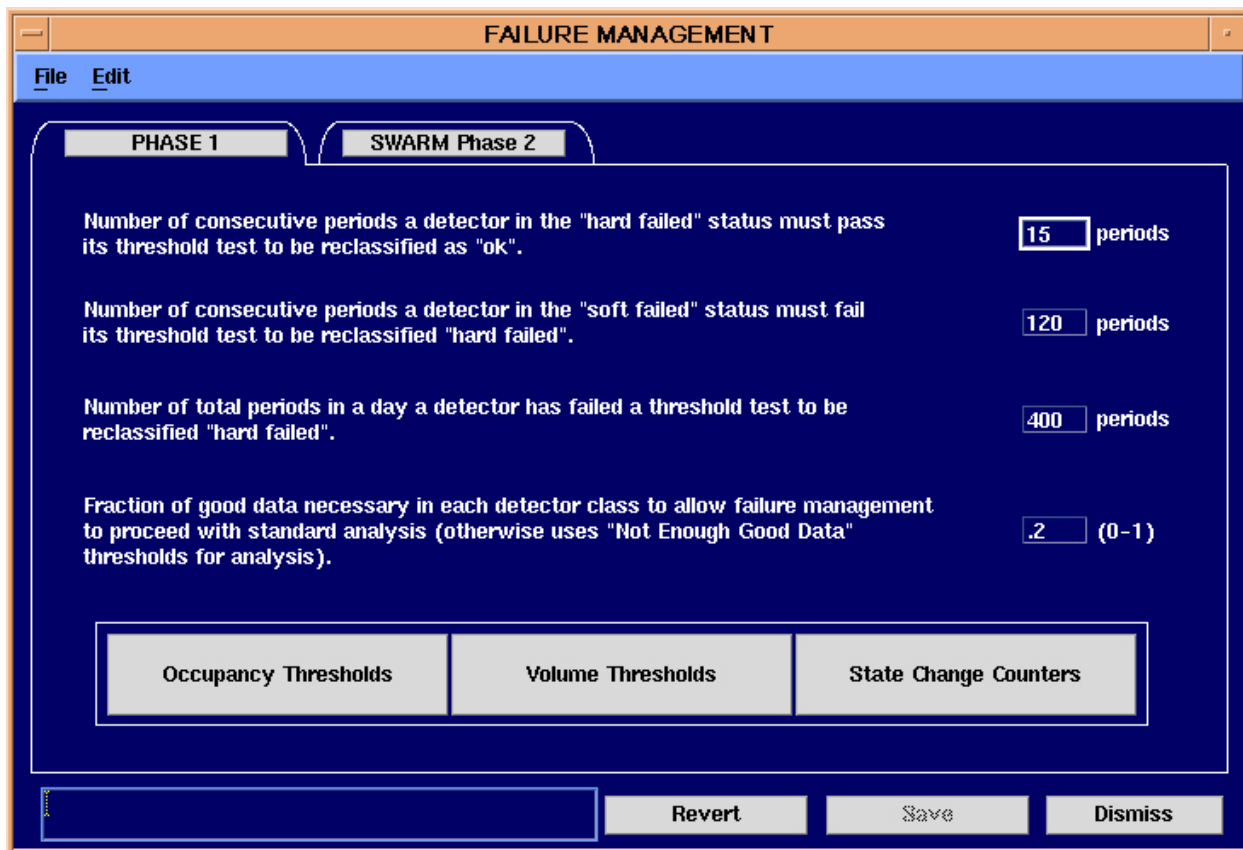 FAILURE MANAGEMENT
File Edit
PHASE 1 SWARM Phase 2
Number of consecutive periods a detector in the "hard failed" status must pass
its threshold test to be reclassified as "ok".
15 periods
Number of consecutive periods a detector in the "soft failed" status must fail
its threshold test to be reclassified "hard failed".
120 periods
Number of total periods in a day a detector has failed a threshold test to be
reclassified "hard failed".
400 periods
Fraction of good data necessary in each detector class to allow failure management
to proceed with standard analysis (otherwise uses "Not Enough Good Data"
thresholds for analysis).
.2 (0-1)
Occupancy Thresholds Volume Thresholds State Change Counters
Revert Save Dismiss